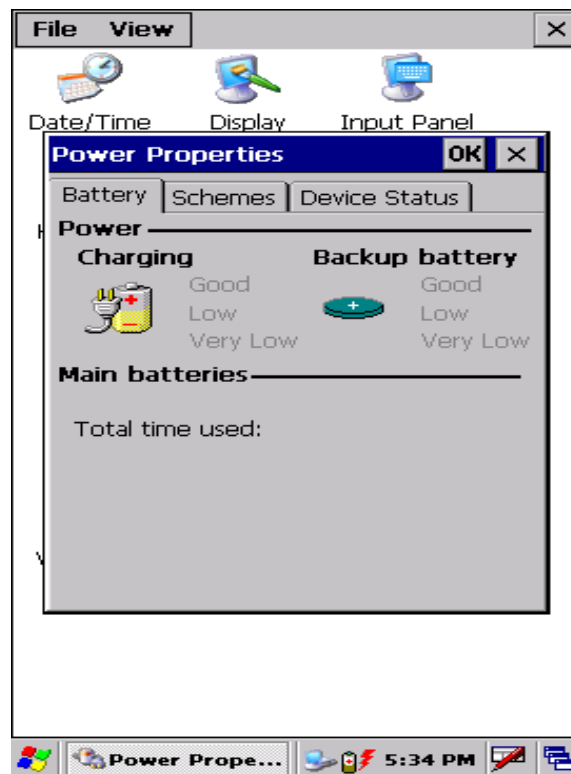 File View
Date/Time Display Input Panel
Power Properties OK
Battery Schemes Device Status
Power
Charging Backup battery
Good Good
Low Low
Very Low Very Low
Main batteries
Total time used:
Power Prope... 5:34 PM